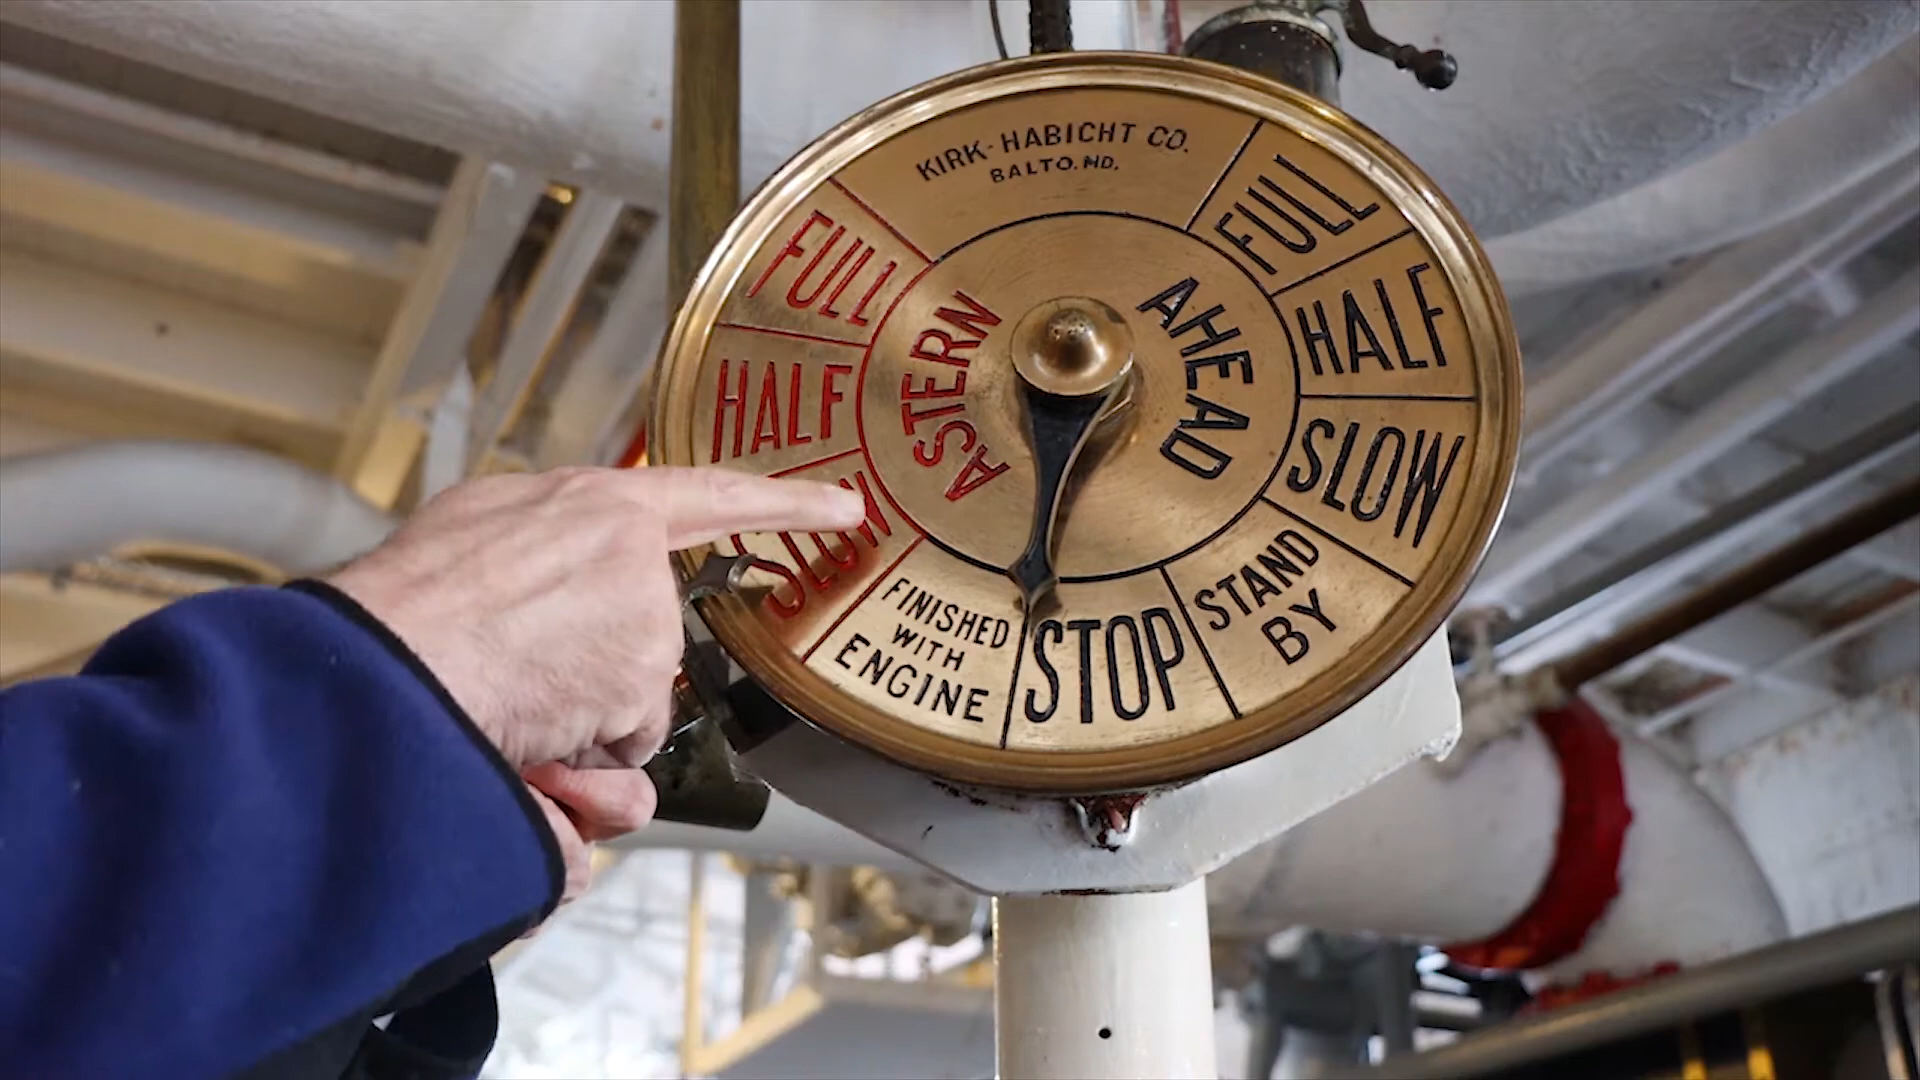 KIRK-HABICHT CO.
BALTO. MD.
FULL
HALF
SLOW
ASTERN
AHEAD
FULL
HALF
SLOW
STAND
BY
STOP
FINISHED
WITH
ENGINE